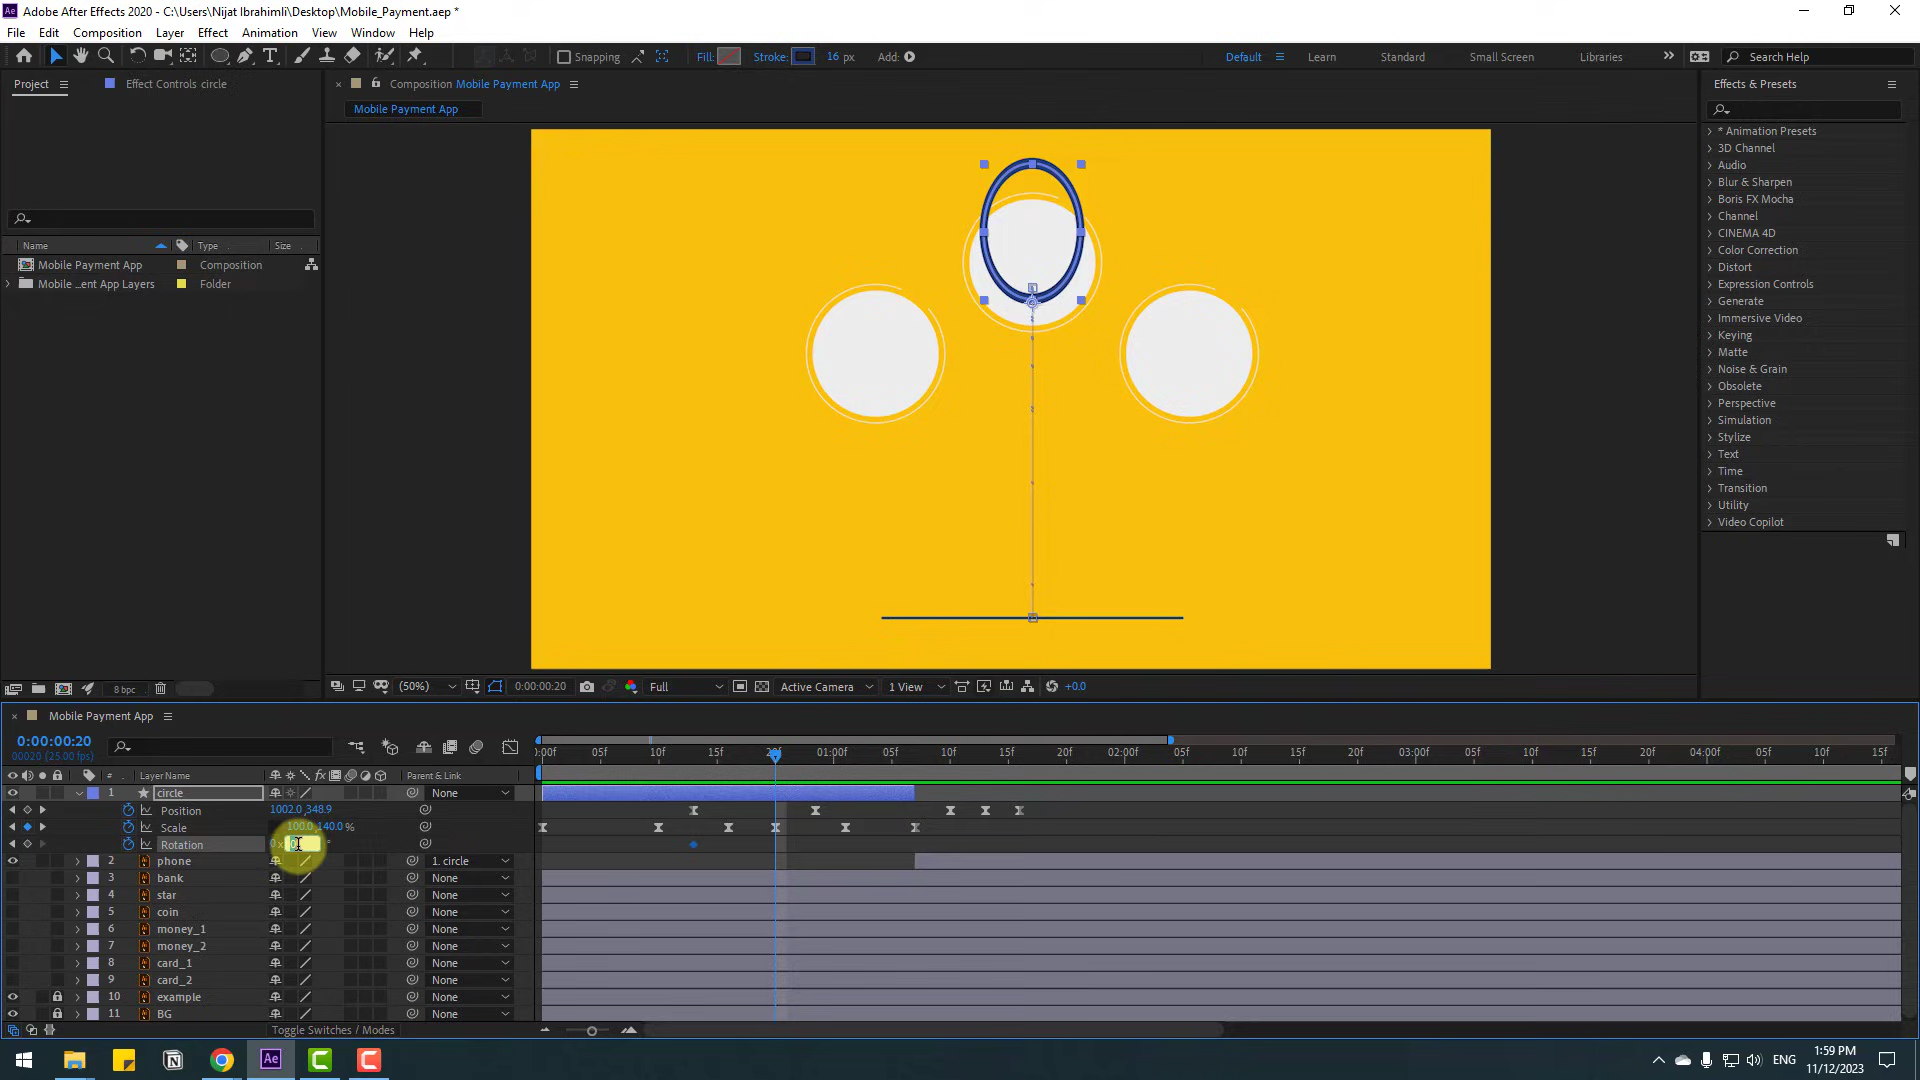 Adobe After Effects 2020 - C:\Users\Nijat Ibrahimli\Desktop\Mobile_Payment.aep *
File Edit Composition Layer Effect Animation View Window Help
Snapping Fill: Stroke: 16 px Add: Default Learn Standard Small Screen Libraries Search Help
Project Effect Controls circle Composition Mobile Payment App Effects & Presets
Mobile Payment App
* Animation Presets
3D Channel
Audio
Blur & Sharpen
Boris FX Mocha
Channel
CINEMA 4D
Color Correction
Distort
Expression Controls
Generate
Immersive Video
Keying
Matte
Noise & Grain
Obsolete
Perspective
Simulation
Stylize
Text
Time
Transition
Utility
Video Copilot
Name Type Size
Mobile Payment App Composition
Mobile ...ent App Layers Folder
8 bpc (50%) 0:00:00:20 Full Active Camera 1 View +0.0
Mobile Payment App
0:00:00:20
00020 (25.00 fps)
05f 10f 15f 20f 01:00f 05f 10f 15f 20f 02:00f 05f 10f 15f 20f 03:00f 05f 10f 15f 20f 04:00f 05f 10f 15f
# Layer Name Parent & Link
1 circle None
Position 1002.0,348.9
Scale 100.0,140.0 %
Rotation
2 phone 1. circle
3 bank None
4 star None
5 coin None
6 money_1 None
7 money_2 None
8 card_1 None
9 card_2 None
10 example None
11 BG None
Toggle Switches / Modes
ENG 1:59 PM
11/12/2023